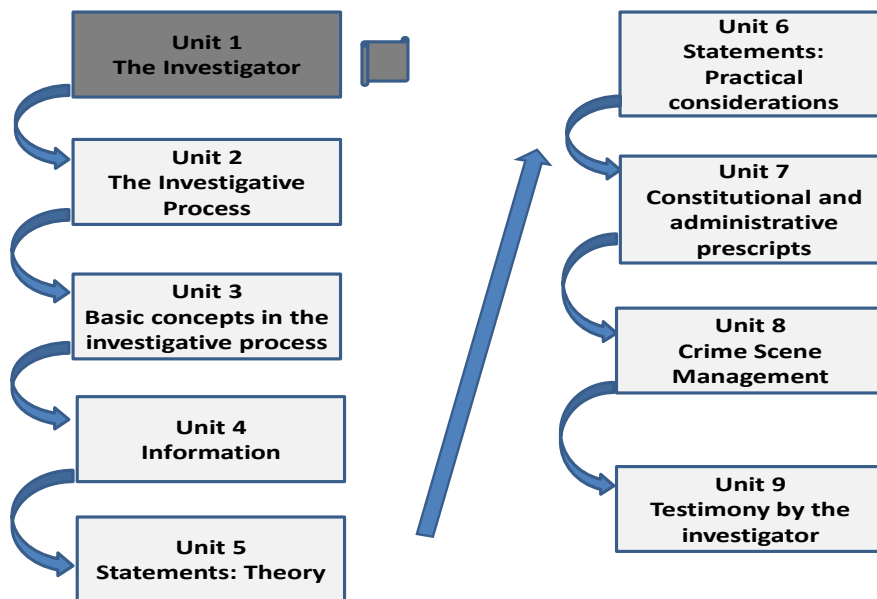 Unit 1
The Investigator
Unit 2
The Investigative
Process
Unit 3
Basic concepts in the
investigative process
Unit 4
Information
Unit 5
Statements: Theory
Unit 6
Statements:
Practical
considerations
Unit 7
Constitutional and
administrative
prescripts
Unit 8
Crime Scene
Management
Unit 9
Testimony by the
investigator